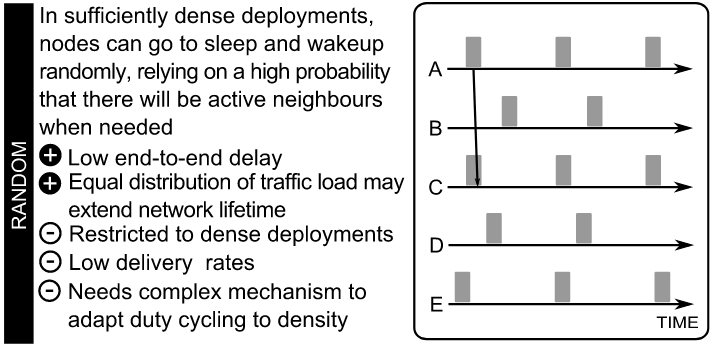 RANDOM
In sufficiently dense deployments,
nodes can go to sleep and wakeup
randomly, relying on a high probability
that there will be active neighbours
when needed
+ Low end-to-end delay
+ Equal distribution of traffic load may
extend network lifetime
- Restricted to dense deployments
- Low delivery rates
- Needs complex mechanism to
adapt duty cycling to density
A
B
C
D
E
TIME